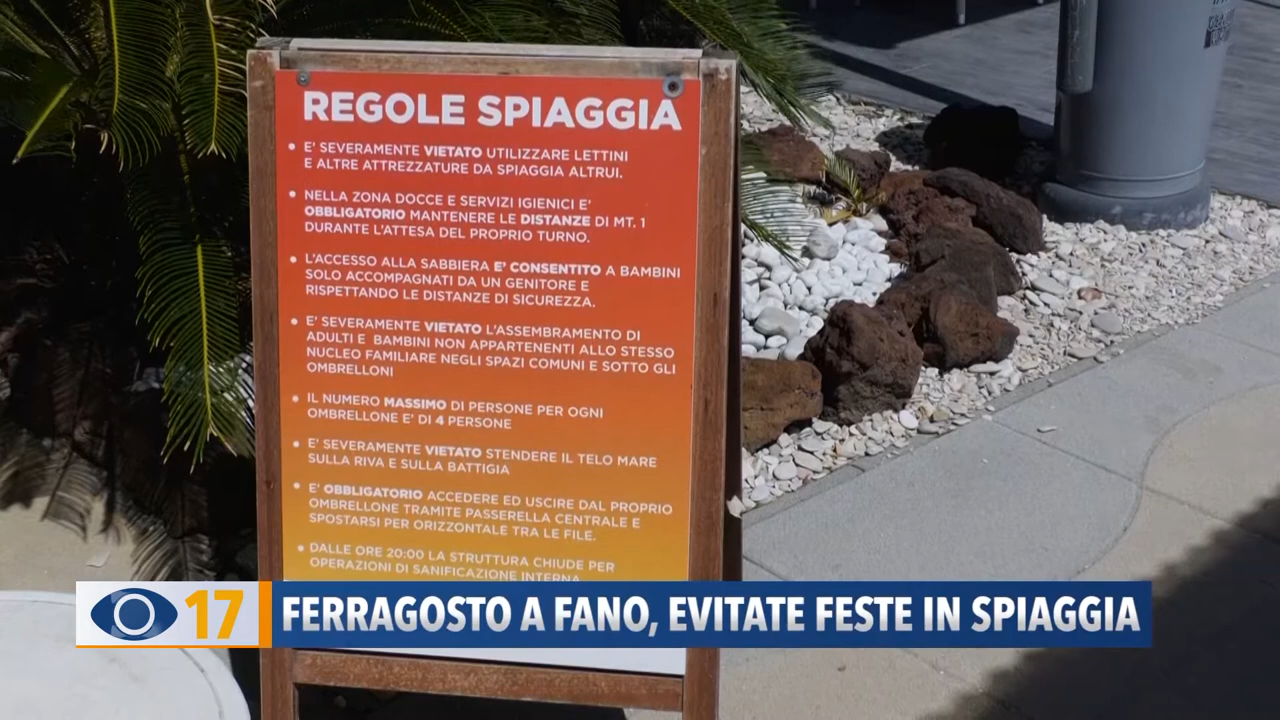 REGOLE SPIAGGIA
• E' SEVERAMENTE VIETATO UTILIZZARE LETTINI
E ALTRE ATTREZZATURE DA SPIAGGIA ALTRUI.
• NELLA ZONA DOCCE E SERVIZI IGIENICI E'
OBBLIGATORIO MANTENERE LE DISTANZE DI MT. 1
DURANTE L'ATTESA DEL PROPRIO TURNO.
• L'ACCESSO ALLA SABBIERA E' CONSENTITO A BAMBINI
SOLO ACCOMPAGNATI DA UN GENITORE E
RISPETTANDO LE DISTANZE DI SICUREZZA.
• E' SEVERAMENTE VIETATO L'ASSEMBRAMENTO DI
ADULTI E BAMBINI NON APPARTENENTI ALLO STESSO
NUCLEO FAMILIARE NEGLI SPAZI COMUNI E SOTTO GLI
OMBRELLONI
• IL NUMERO MASSIMO DI PERSONE PER OGNI
OMBRELLONE E' DI 4 PERSONE
• E' SEVERAMENTE VIETATO STENDERE IL TELO MARE
SULLA RIVA E SULLA BATTIGIA
• E' OBBLIGATORIO ACCEDERE ED USCIRE DAL PROPRIO
OMBRELLONE TRAMITE PASSERELLA CENTRALE E
SPOSTARSI PER ORIZZONTALE TRA LE FILE.
• DALLE ORE 20:00 LA STRUTTURA CHIUDE PER
OPERAZIONI DI SANIFICAZIONE INTERNA
17 FERRAGOSTO A FANO, EVITATE FESTE IN SPIAGGIA